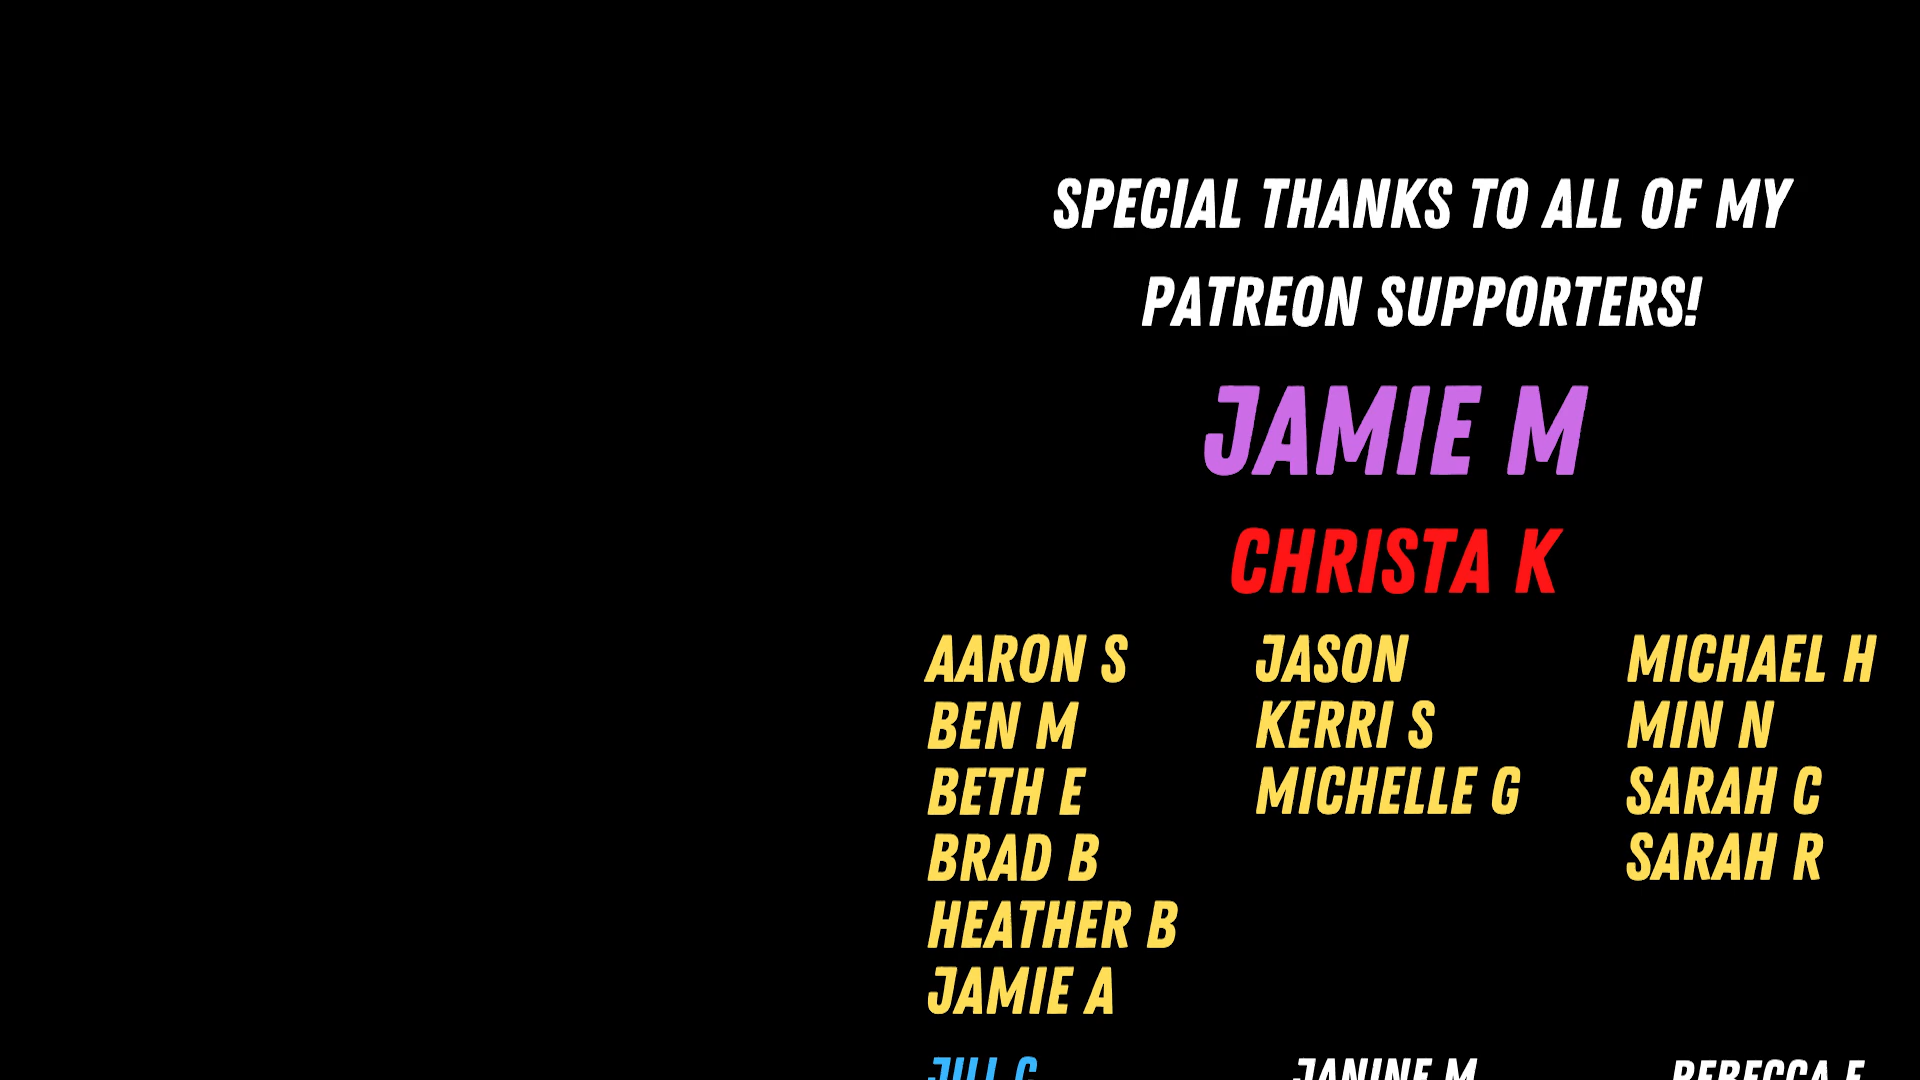 SPECIAL THANKS TO ALL OF MY
PATREON SUPPORTERS!
JAMIE M
CHRISTA K
AARON S JASON MICHAEL H
BEN M KERRI S MIN N
BETH E MICHELLE G SARAH C
BRAD B SARAH R
HEATHER B
JAMIE A
JANINE M